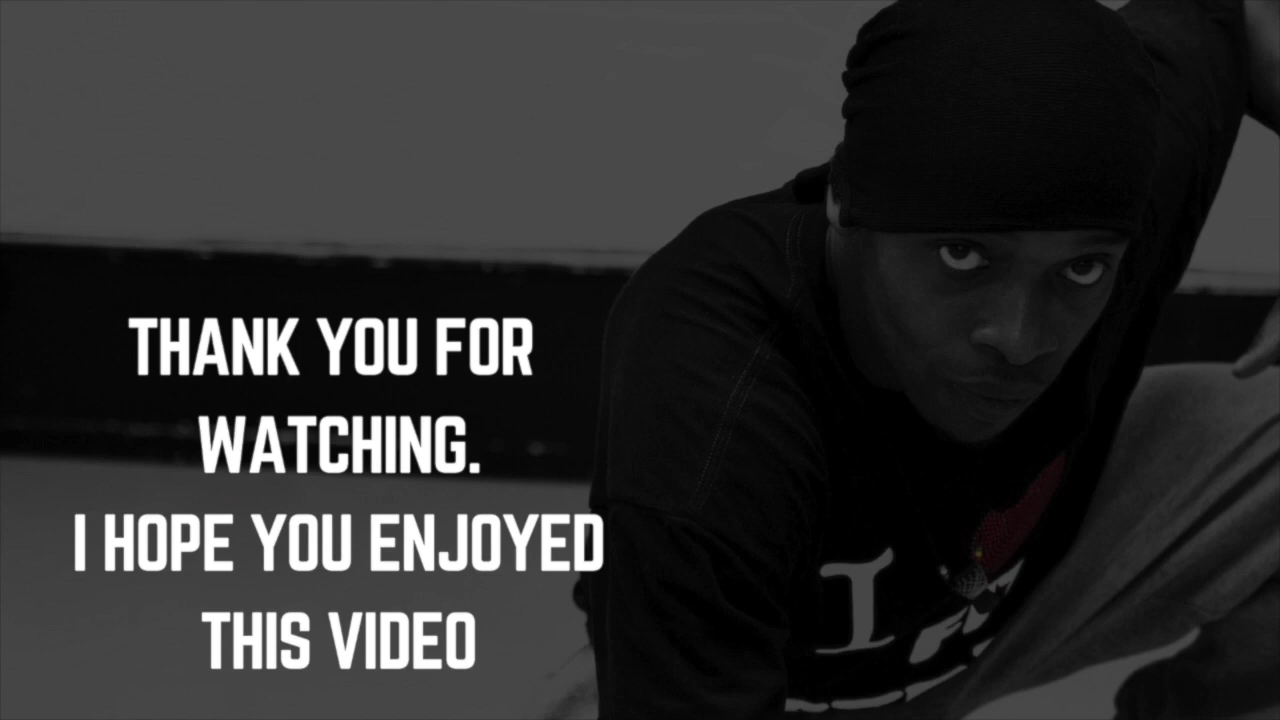 THANK YOU FOR
WATCHING.
I HOPE YOU ENJOYED
THIS VIDEO
I